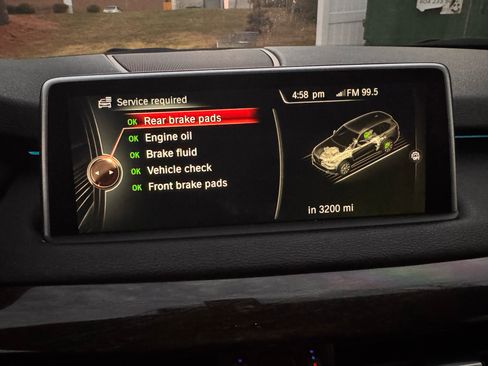 Service required
4:58 pm
FM 99.5
OK Rear brake pads
OK Engine oil
OK Brake fluid
OK Vehicle check
OK Front brake pads
in 3200 mi